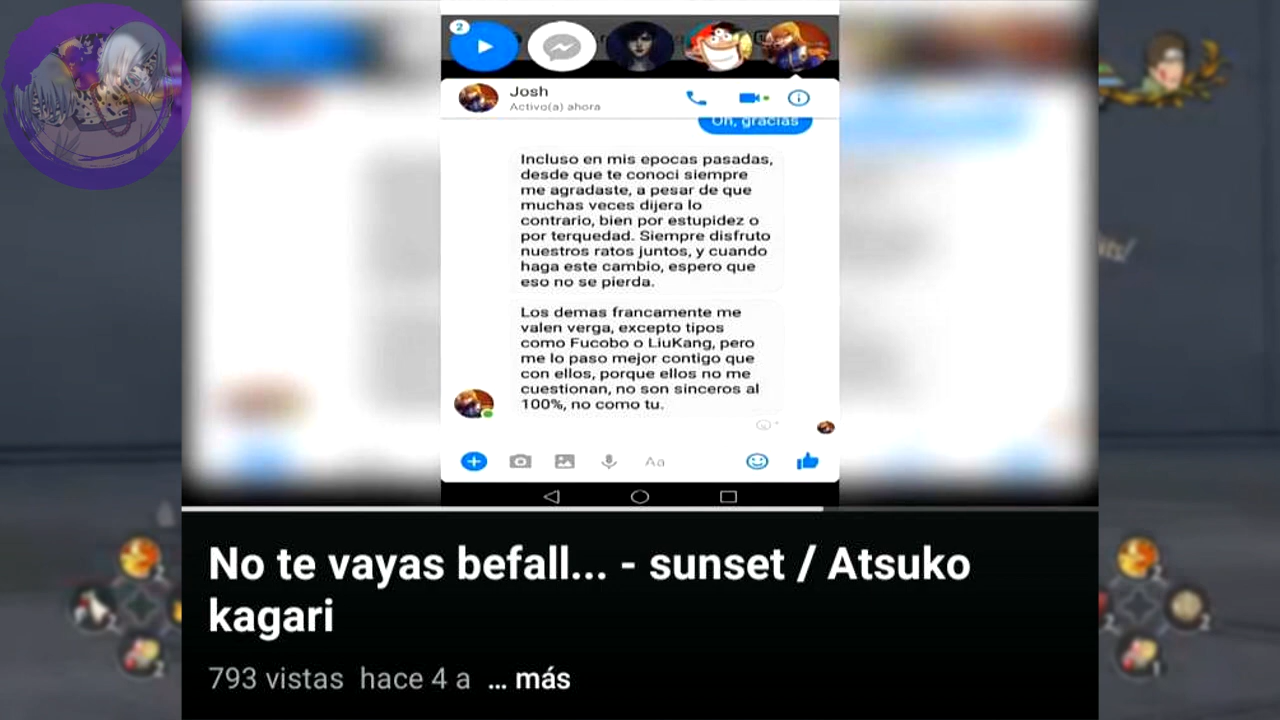 2
Josh
Activo(a) ahora
Oh, gracias
Incluso en mis epocas pasadas,
desde que te conoci siempre
me agradaste, a pesar de que
muchas veces dijera lo
contrario, bien por estupidez o
por terquedad. Siempre disfruto
nuestros ratos juntos, y cuando
haga este cambio, espero que
eso no se pierda.
Los demas francamente me
valen verga, excepto tipos
como Fucobo o LiuKang, pero
me lo paso mejor contigo que
con ellos, porque ellos no me
cuestionan, no son sinceros al
100%, no como tu.
Aa
No te vayas befall... - sunset / Atsuko
kagari
793 vistas hace 4 a ... más